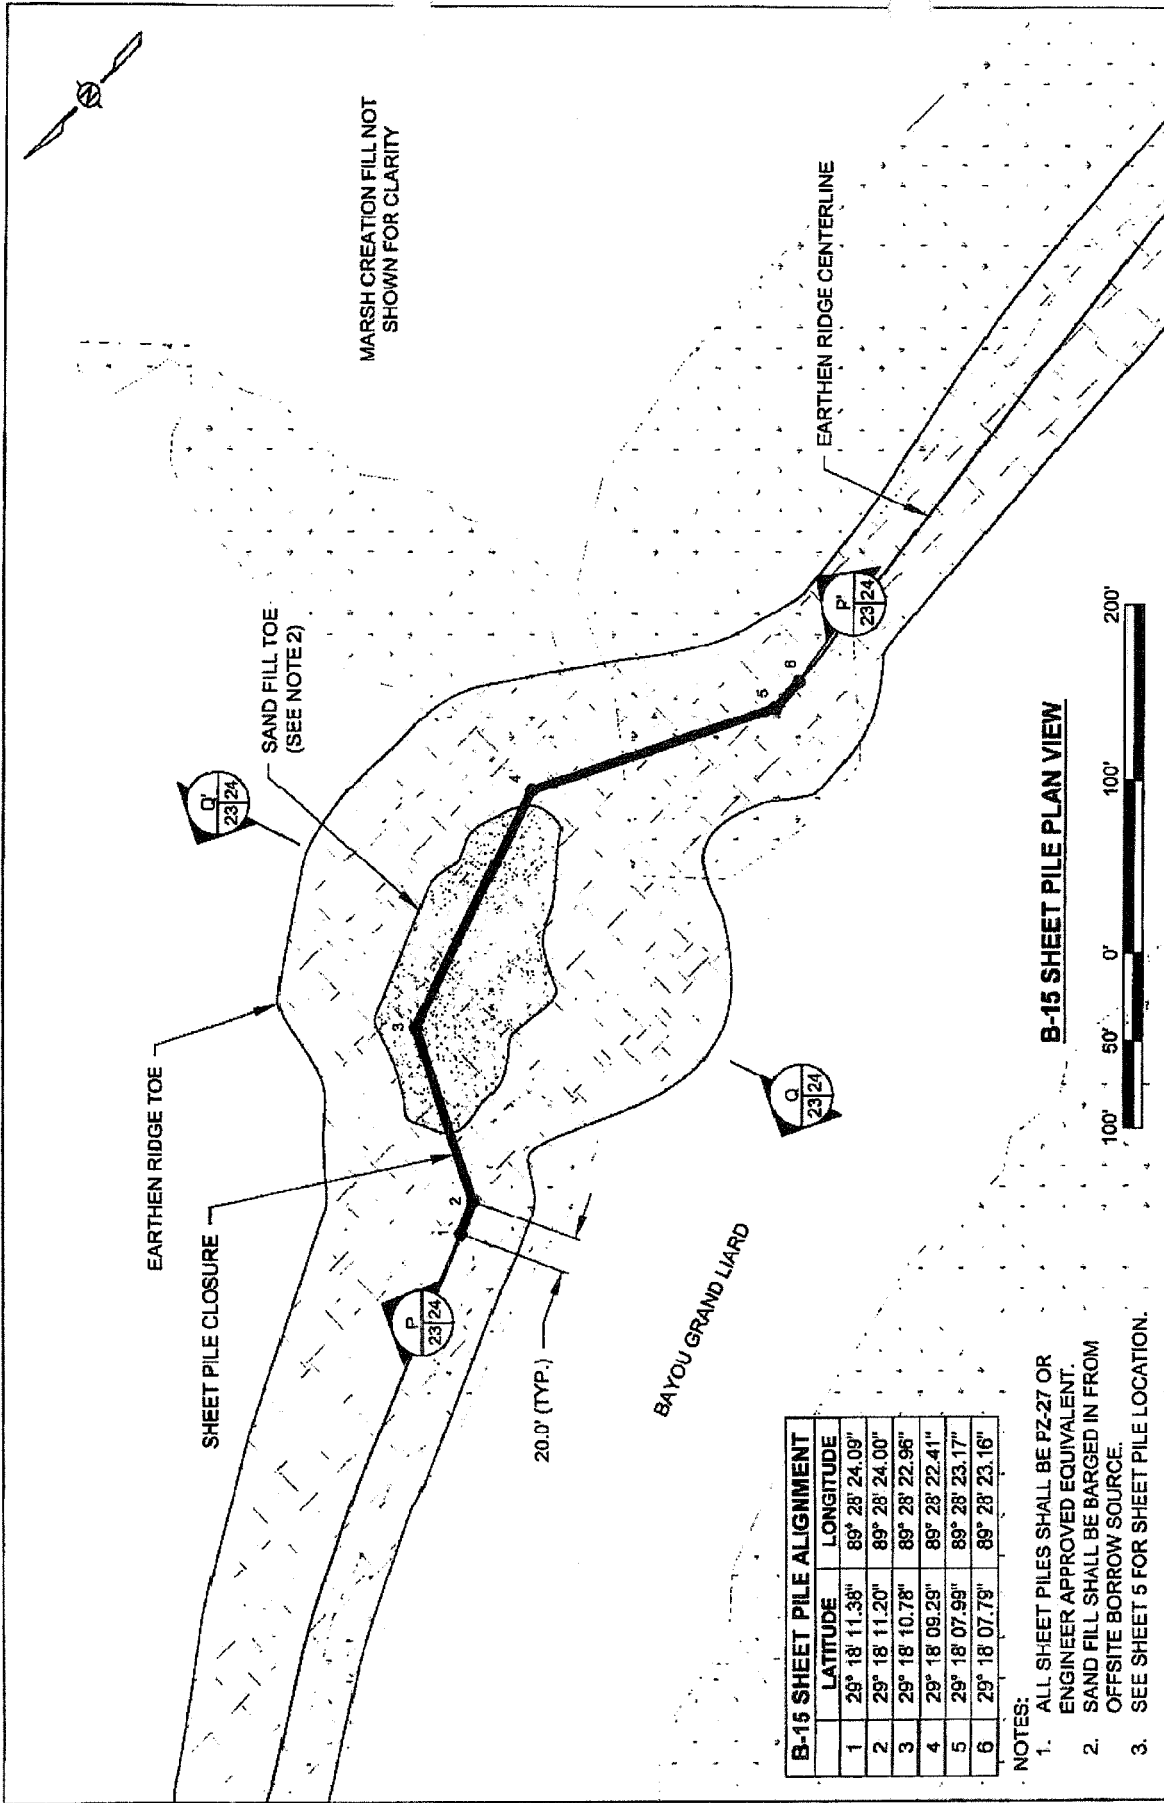 N
MARSH CREATION FILL NOT
SHOWN FOR CLARITY
EARTHEN RIDGE CENTERLINE
SAND FILL TOE
(SEE NOTE 2)
EARTHEN RIDGE TOE
SHEET PILE CLOSURE
Q'
23 24
P'
23 24
Q
23 24
P
23 24
1
2
3
4
5
6
20.0' (TYP.)
BAYOU GRAND LIARD
B-15 SHEET PILE PLAN VIEW
100' 50' 0' 100' 200'
B-15 SHEET PILE ALIGNMENT
LATITUDE LONGITUDE
1 29° 18' 11.38" 89° 28' 24.09"
2 29° 18' 11.20" 89° 28' 24.00"
3 29° 18' 10.78" 89° 28' 22.96"
4 29° 18' 09.29" 89° 28' 22.41"
5 29° 18' 07.99" 89° 28' 23.17"
6 29° 18' 07.79" 89° 28' 23.16"
NOTES:
1. ALL SHEET PILES SHALL BE PZ-27 OR
ENGINEER APPROVED EQUIVALENT.
2. SAND FILL SHALL BE BARGED IN FROM
OFFSITE BORROW SOURCE.
3. SEE SHEET 5 FOR SHEET PILE LOCATION.